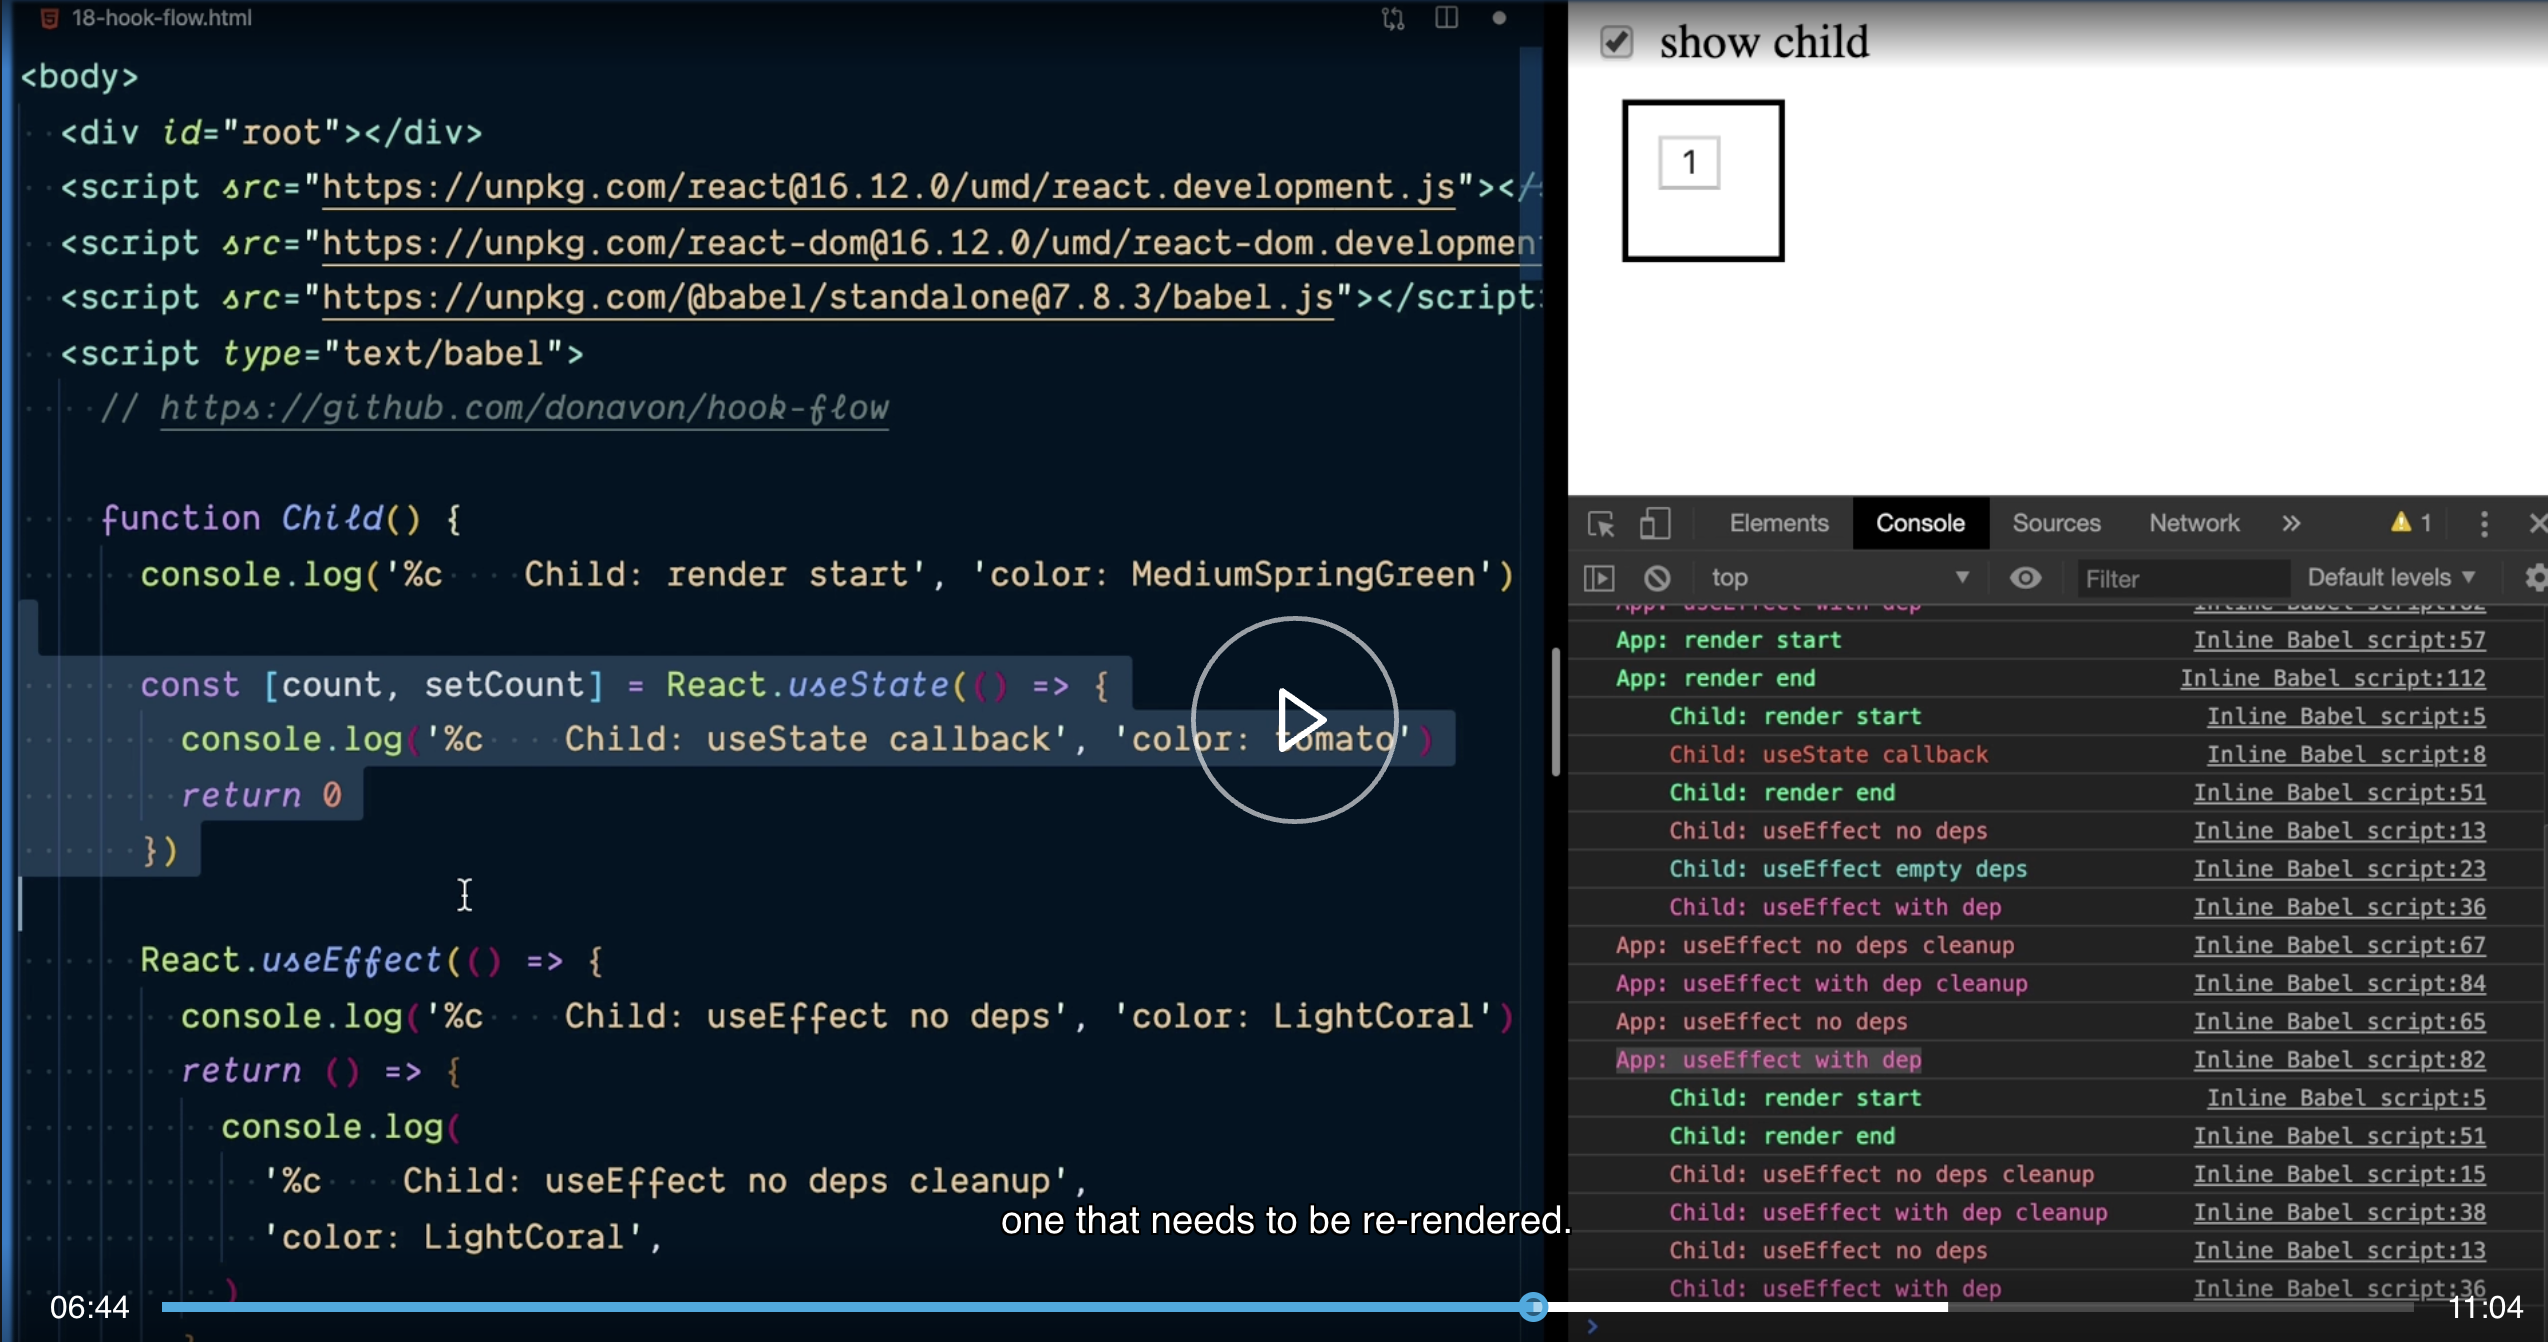 18-hook-flow.html
<body>
<div id="root"></div>
<script src="https://unpkg.com/react@16.12.0/umd/react.development.js"></
<script src="https://unpkg.com/react-dom@16.12.0/umd/react-dom.developmen
<script src="https://unpkg.com/@babel/standalone@7.8.3/babel.js"></script>
<script type="text/babel">
// https://github.com/donavon/hook-flow
function Child() {
console.log('%c    Child: render start', 'color: MediumSpringGreen')
const [count, setCount] = React.useState(() => {
console.log('%c    Child: useState callback', 'color: tomato')
return 0
})
React.useEffect(() => {
console.log('%c    Child: useEffect no deps', 'color: LightCoral')
return () => {
console.log(
'%c    Child: useEffect no deps cleanup',
'color: LightCoral',
)
show child
1
Elements Console Sources Network » 1
top Filter Default levels
App: useEffect with dep Inline Babel script:82
App: render start Inline Babel script:57
App: render end Inline Babel script:112
Child: render start Inline Babel script:5
Child: useState callback Inline Babel script:8
Child: render end Inline Babel script:51
Child: useEffect no deps Inline Babel script:13
Child: useEffect empty deps Inline Babel script:23
Child: useEffect with dep Inline Babel script:36
App: useEffect no deps cleanup Inline Babel script:67
App: useEffect with dep cleanup Inline Babel script:84
App: useEffect no deps Inline Babel script:65
App: useEffect with dep Inline Babel script:82
Child: render start Inline Babel script:5
Child: render end Inline Babel script:51
Child: useEffect no deps cleanup Inline Babel script:15
Child: useEffect with dep cleanup Inline Babel script:38
Child: useEffect no deps Inline Babel script:13
Child: useEffect with dep Inline Babel script:36
>
one that needs to be re-rendered.
06:44
11:04